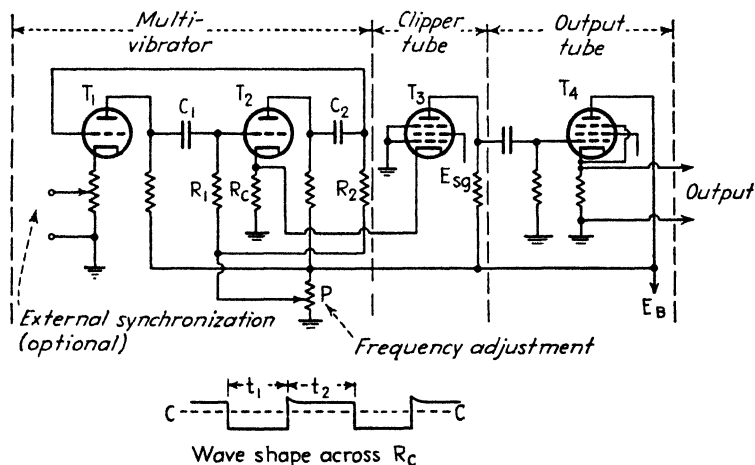 Multi-
vibrator
Clipper
tube
Output
tube
T1
C1
T2
C2
T3
T4
Esg
R1
Rc
R2
Output
P
EB
External synchronization
(optional)
Frequency adjustment
t1
t2
C
C
Wave shape across Rc